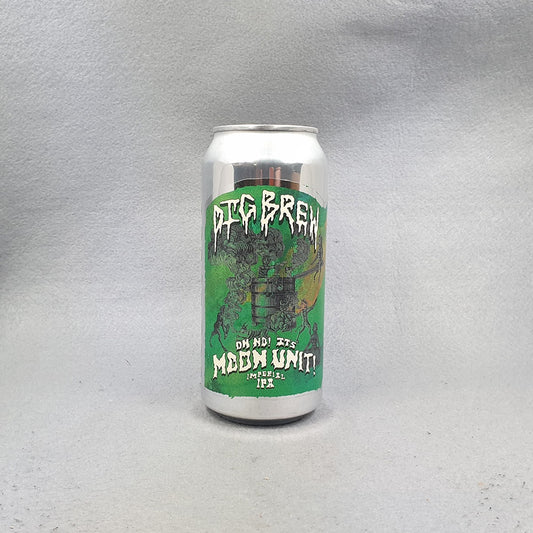 DIG BREW
OH NO! ITS
MOON UNIT!
IMPERIAL
IPA